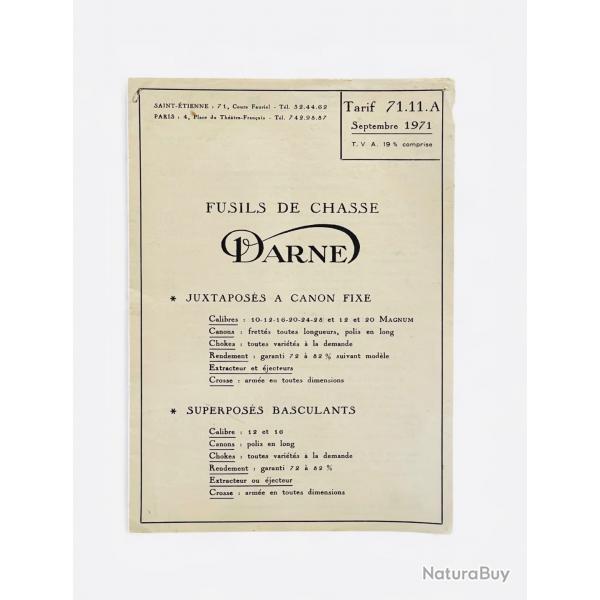 SAINT-ÉTIENNE : 71, Cours Fauriel - Tél. 32.44.62
PARIS : 4, Place du Théâtre-Français - Tél. 742.28.87
Tarif 71.11.A
Septembre 1971
T. V. A. 19 % comprise
FUSILS DE CHASSE
DARNE
* JUXTAPOSÉS A CANON FIXE
Calibres : 10-12-16-20-24-28 et 12 et 20 MAGNUM
Canons : frettés toutes longueurs, polis en long
Chokes : toutes variétés à la demande
Rendement : garanti 72 à 82 % suivant modèle
Extracteur et éjecteurs
Crosse : armée en toutes dimensions
* SUPERPOSÉS BASCULANTS
Calibre : 12 et 16
Canons : polis en long
Chokes : toutes variétés à la demande
Rendement : garanti 72 à 82 %
Extracteur ou éjecteur
Crosse : armée en toutes dimensions
NaturaBuy